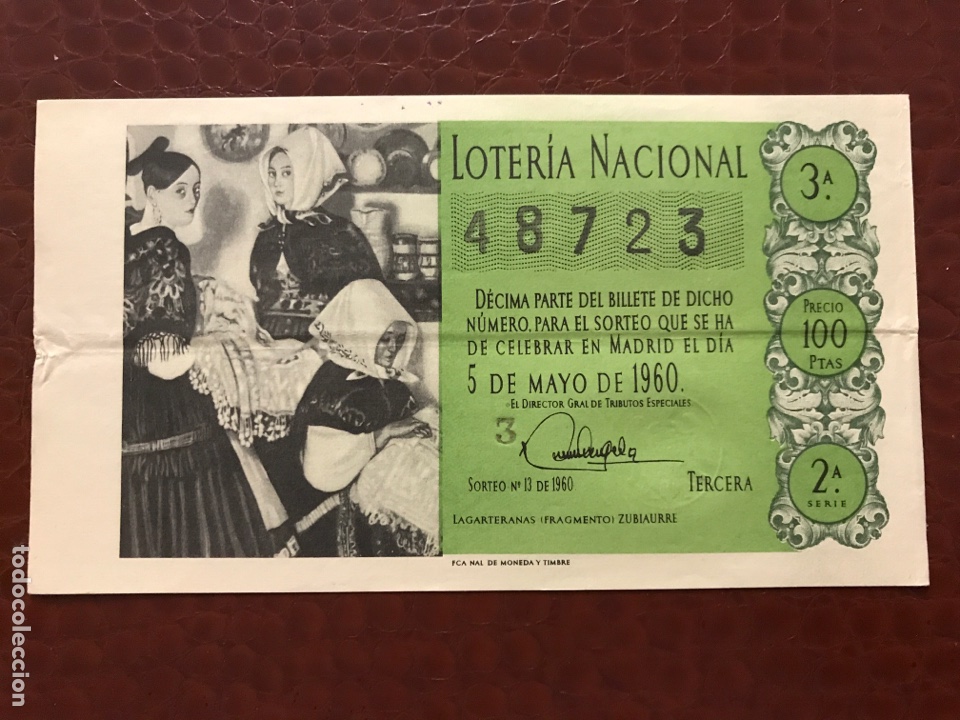 LOTERÍA NACIONAL
48723
DÉCIMA PARTE DEL BILLETE DE DICHO
NÚMERO, PARA EL SORTEO QUE SE HA
DE CELEBRAR EN MADRID EL DÍA
5 DE MAYO DE 1960.
EL DIRECTOR GRAL DE TRIBUTOS ESPECIALES
3
SORTEO Nº 13 DE 1960
TERCERA
LAGARTERANAS (FRAGMENTO) ZUBIAURRE
3ᴬ.
PRECIO
100
PTAS
2ᴬ.
SERIE
FCA NAL DE MONEDA Y TIMBRE
todocoleccion